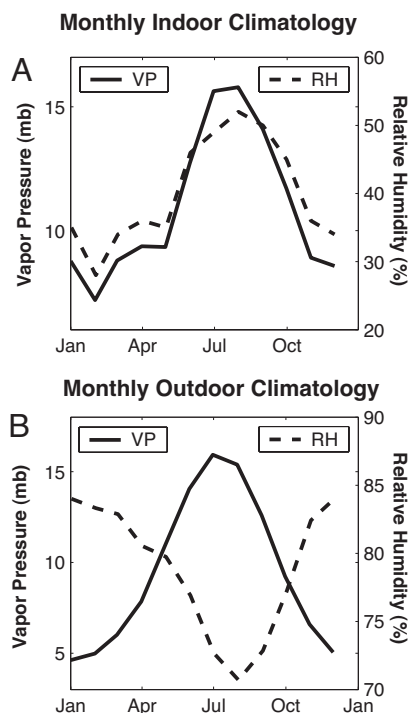 Monthly Indoor Climatology
A
VP
RH
60
50
40
30
20
15
10
Vapor Pressure (mb)
Relative Humidity (%)
Jan
Apr
Jul
Oct
Monthly Outdoor Climatology
B
VP
RH
90
85
80
75
70
15
10
5
Vapor Pressure (mb)
Relative Humidity (%)
Jan
Apr
Jul
Oct
Jan